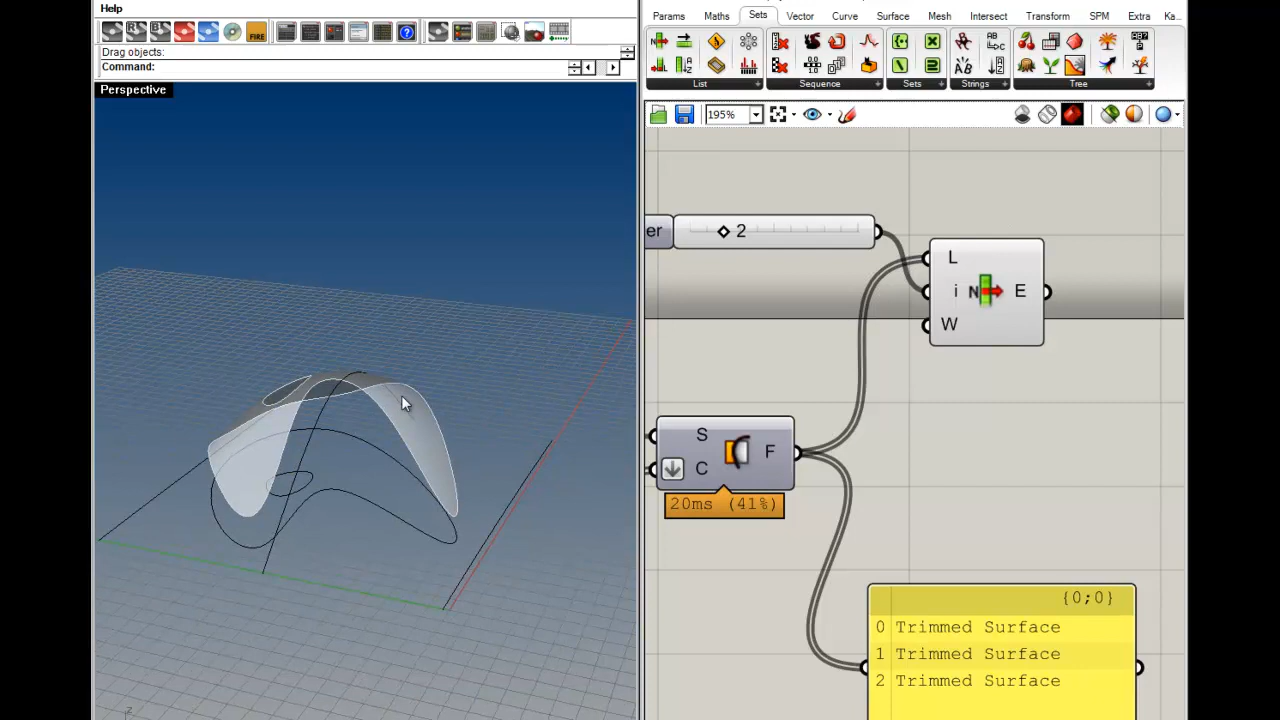 Help
Drag objects:
Command:
Perspective
Params Maths Sets Vector Curve Surface Mesh Intersect Transform SPM Extra Ka...
List Sequence Sets Strings Tree
195%
er 2
L
i N E
W
S
F
C
20ms (41%)
{0;0}
0 Trimmed Surface
1 Trimmed Surface
2 Trimmed Surface
z